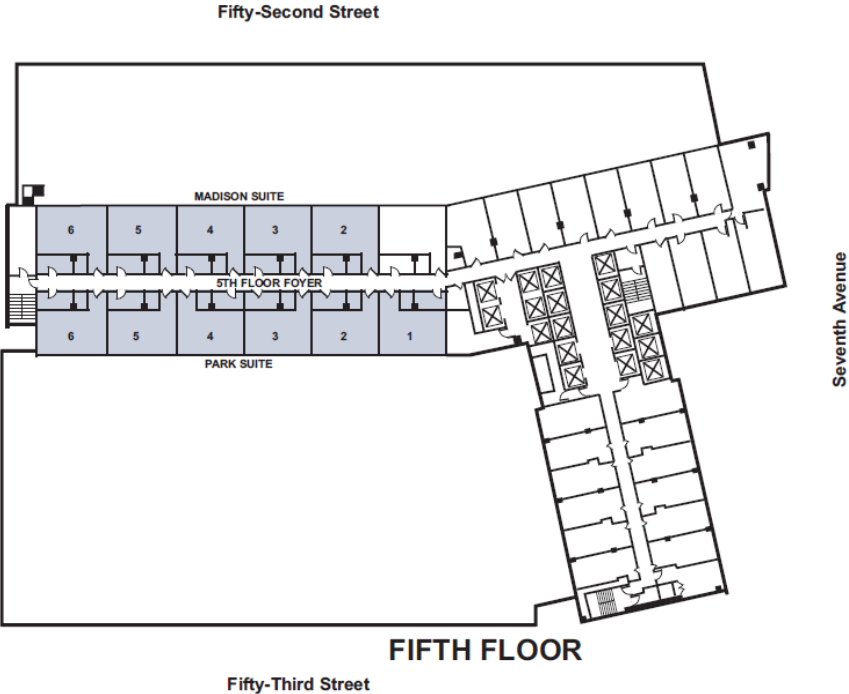 Fifty-Second Street
MADISON SUITE
6 5 4 3 2
5TH FLOOR FOYER
6 5 4 3 2 1
PARK SUITE
Seventh Avenue
FIFTH FLOOR
Fifty-Third Street